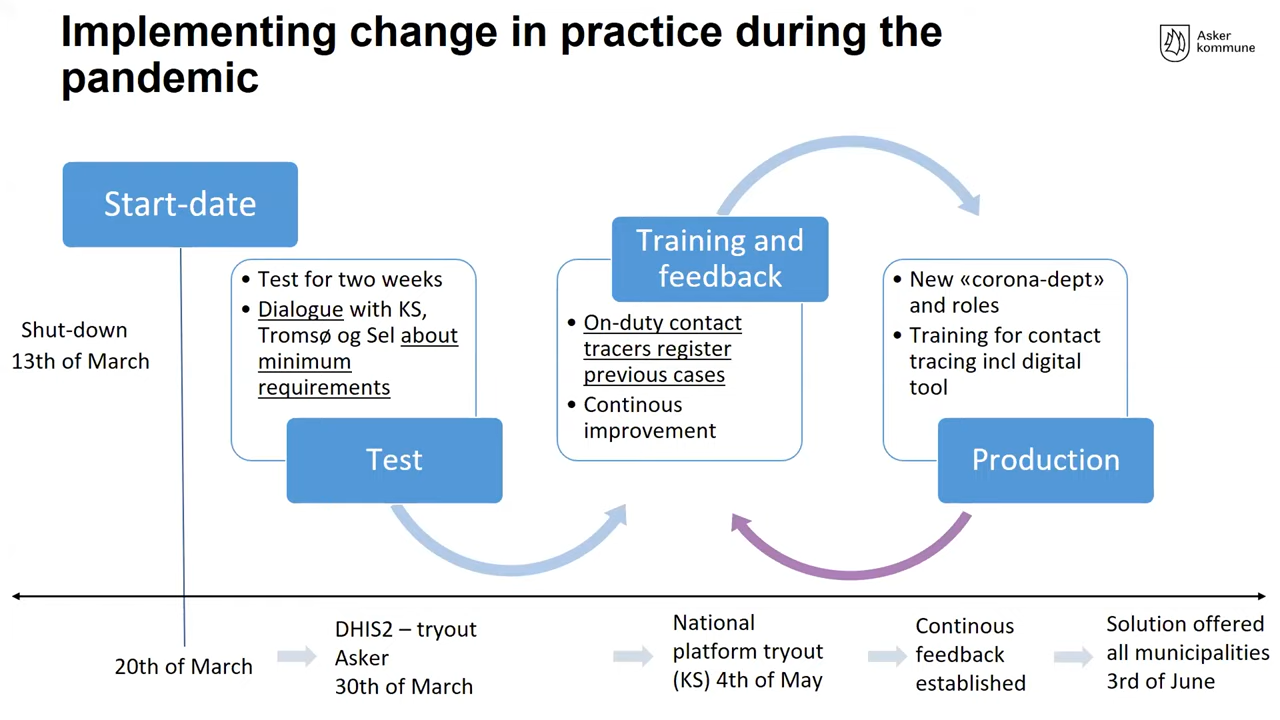 Implementing change in practice during the
pandemic
Asker
kommune
Start-date
Shut-down
13th of March
• Test for two weeks
• Dialogue with KS,
Tromsø og Sel about
minimum
requirements
Test
Training and
feedback
• On-duty contact
tracers register
previous cases
• Continous
improvement
• New «corona-dept»
and roles
• Training for contact
tracing incl digital
tool
Production
20th of March
DHIS2 – tryout
Asker
30th of March
National
platform tryout
(KS) 4th of May
Continous
feedback
established
Solution offered
all municipalities
3rd of June